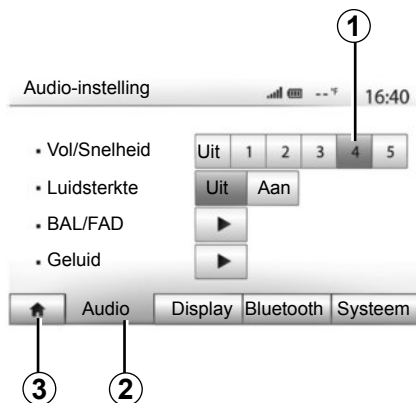 1
Audio-instelling --°F 16:40
Vol/Snelheid Uit 1 2 3 4 5
Luidsterkte Uit Aan
BAL/FAD
Geluid
Audio Display Bluetooth Systeem
3 2